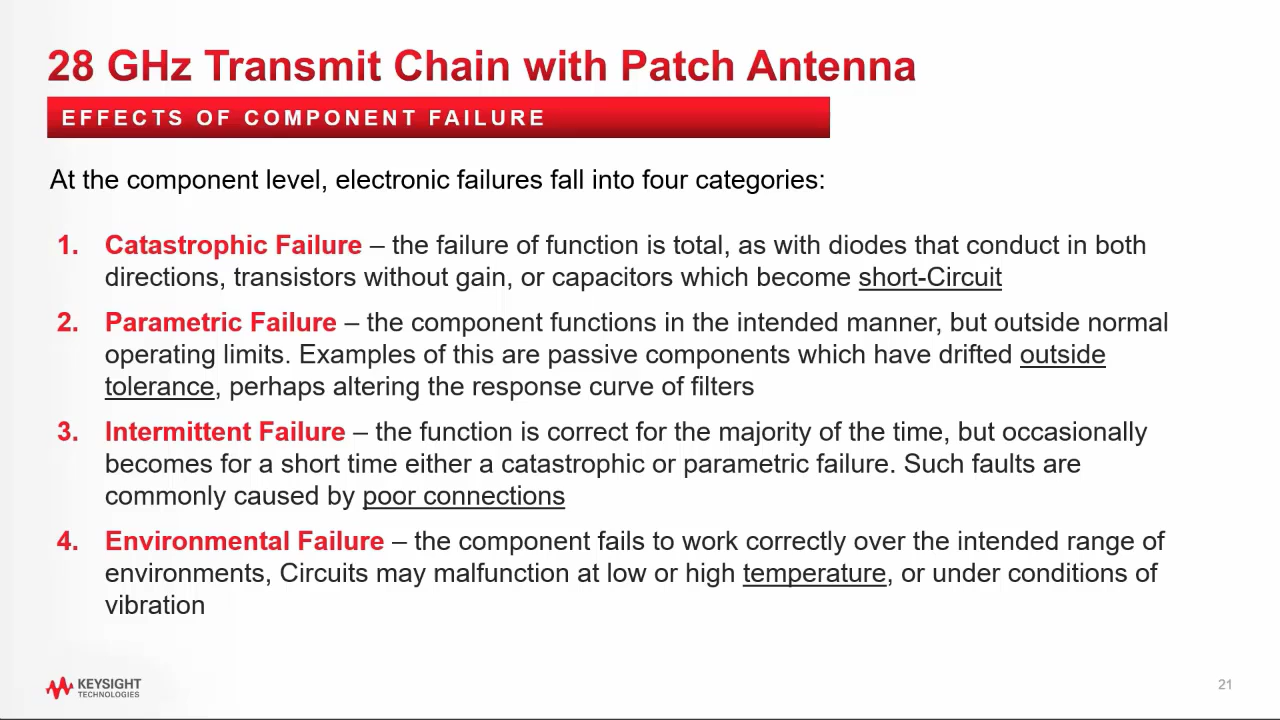 28 GHz Transmit Chain with Patch Antenna
EFFECTS OF COMPONENT FAILURE
At the component level, electronic failures fall into four categories:
1. Catastrophic Failure – the failure of function is total, as with diodes that conduct in both
directions, transistors without gain, or capacitors which become short-Circuit
2. Parametric Failure – the component functions in the intended manner, but outside normal
operating limits. Examples of this are passive components which have drifted outside
tolerance, perhaps altering the response curve of filters
3. Intermittent Failure – the function is correct for the majority of the time, but occasionally
becomes for a short time either a catastrophic or parametric failure. Such faults are
commonly caused by poor connections
4. Environmental Failure – the component fails to work correctly over the intended range of
environments, Circuits may malfunction at low or high temperature, or under conditions of
vibration
KEYSIGHT
TECHNOLOGIES
21